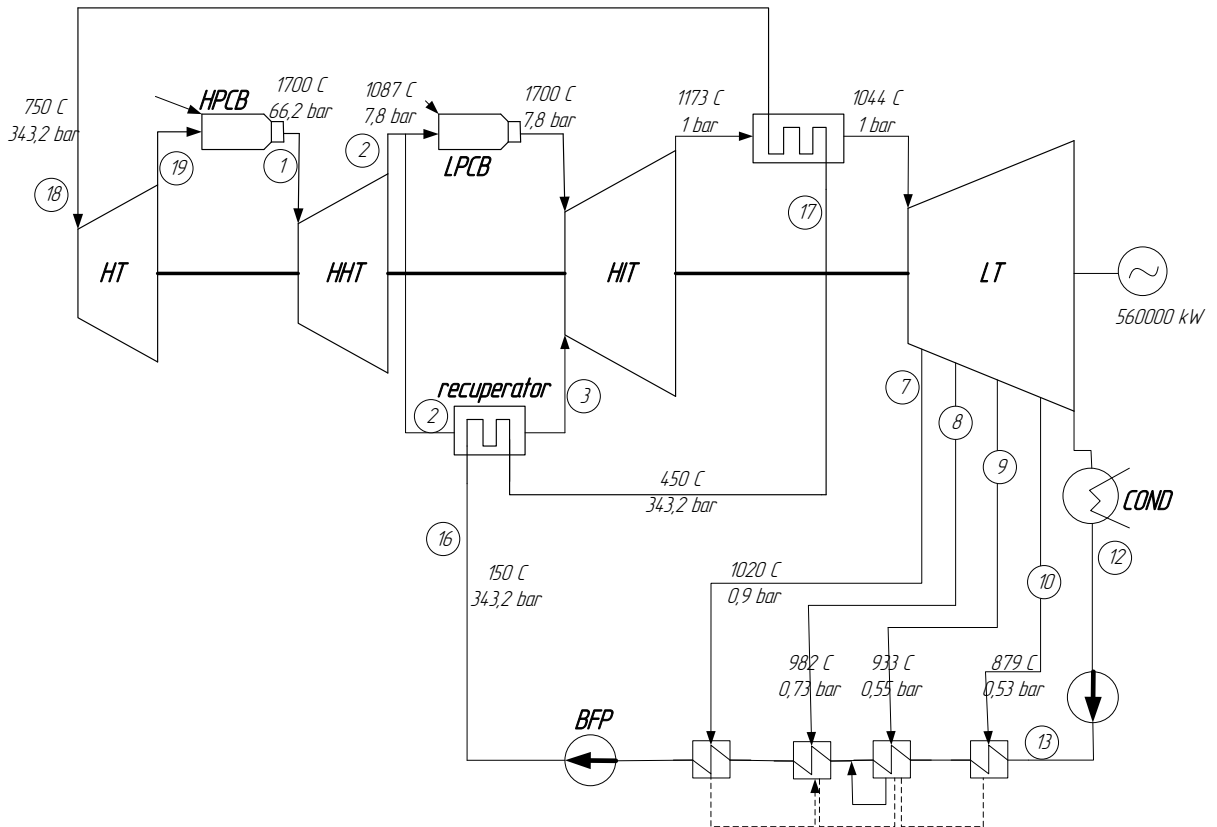 750 C
343,2 bar
HPCB
1700 C
66,2 bar
1087 C
7,8 bar
LPCB
1700 C
7,8 bar
1173 C
1 bar
1044 C
1 bar
18
19
1
2
17
HT
HHT
HIT
LT
560000 kW
recuperator
2
3
7
8
9
450 C
343,2 bar
COND
16
12
150 C
343,2 bar
1020 C
0,9 bar
10
982 C
0,73 bar
933 C
0,55 bar
879 C
0,53 bar
BFP
13